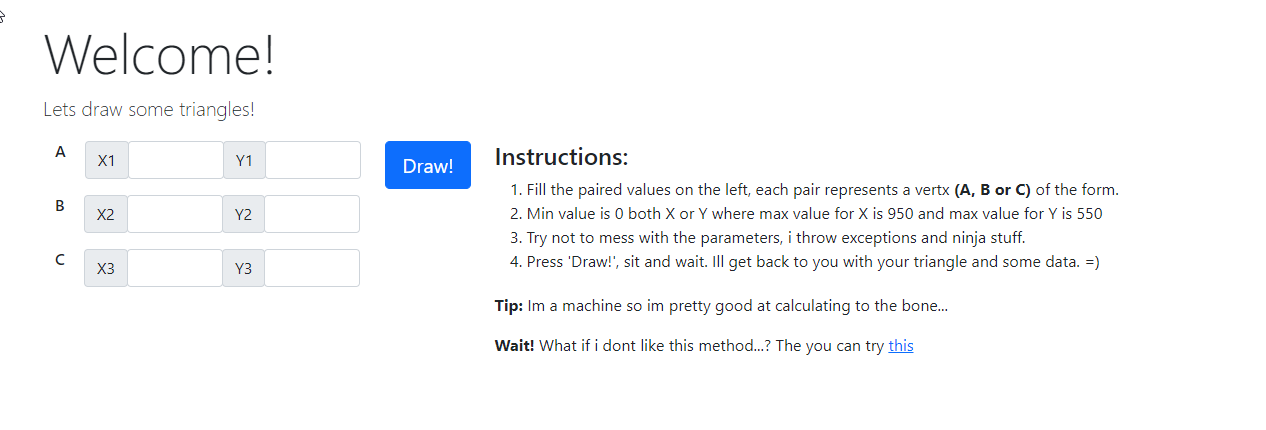 Welcome!
Lets draw some triangles!
A X1 Y1 Draw!
B X2 Y2
C X3 Y3
Instructions:
1. Fill the paired values on the left, each pair represents a vertx (A, B or C) of the form.
2. Min value is 0 both X or Y where max value for X is 950 and max value for Y is 550
3. Try not to mess with the parameters, i throw exceptions and ninja stuff.
4. Press 'Draw!', sit and wait. Ill get back to you with your triangle and some data. =)
Tip: Im a machine so im pretty good at calculating to the bone...
Wait! What if i dont like this method...? The you can try this